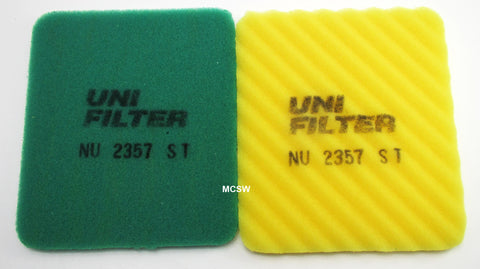 UNI
FILTER
NU 2357 ST
UNI
FILTER
NU 2357 ST
MCSW